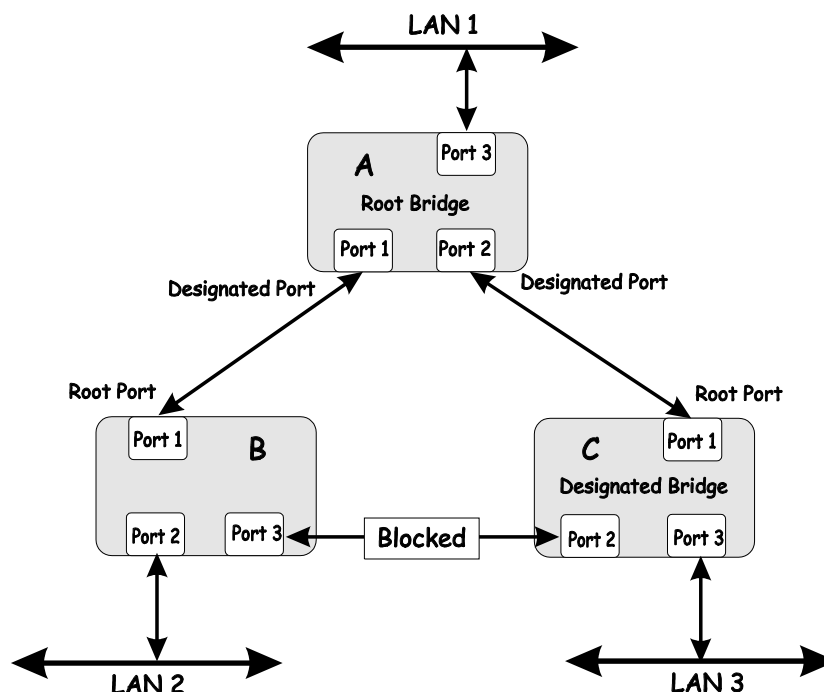 LAN 1
Port 3
A
Root Bridge
Port 1
Port 2
Designated Port
Designated Port
Root Port
Root Port
Port 1
B
Port 2
Port 3
Blocked
C
Port 1
Designated Bridge
Port 2
Port 3
LAN 2
LAN 3